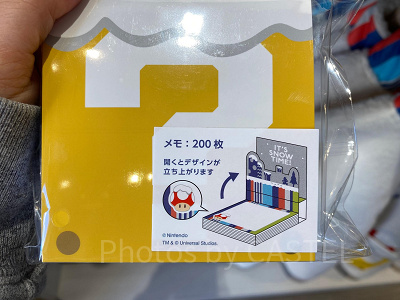 メモ：200枚
開くとデザインが
立ち上がります
IT'S
SNOW
TIME!
© Nintendo
TM & © Universal Studios.
Photos by CASTEL